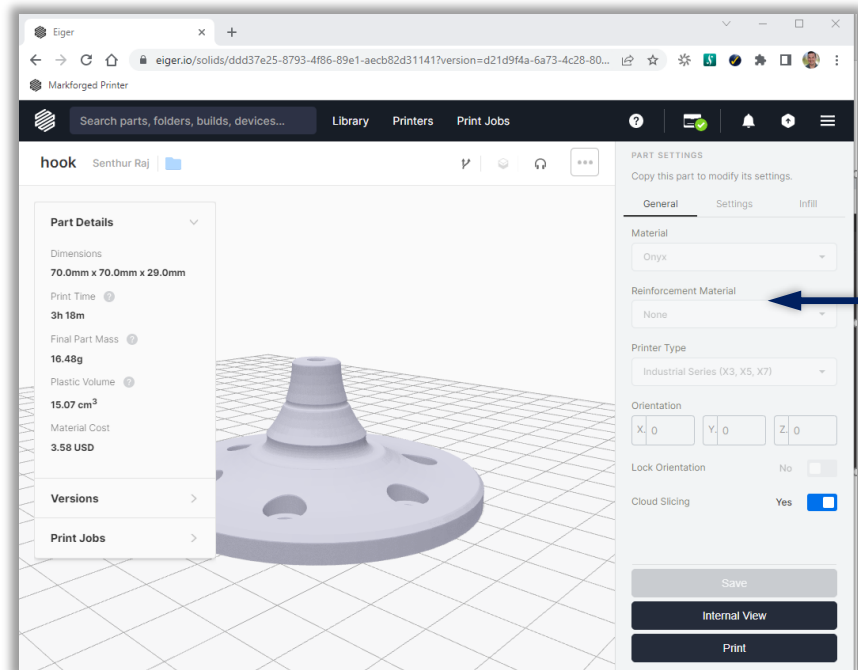 Eiger
eiger.io/solids/ddd37e25-8793-4f86-89e1-aecb82d31141?version=d21d9f4a-6a73-4c28-80...
Markforged Printer
Search parts, folders, builds, devices...
Library
Printers
Print Jobs
hook
Senthur Raj
Part Details
Dimensions
70.0mm x 70.0mm x 29.0mm
Print Time
3h 18m
Final Part Mass
16.48g
Plastic Volume
15.07 cm3
Material Cost
3.58 USD
Versions
Print Jobs
PART SETTINGS
Copy this part to modify its settings.
General
Settings
Infill
Material
Onyx
Reinforcement Material
None
Printer Type
Industrial Series (X3, X5, X7)
Orientation
X. 0
Y. 0
Z. 0
Lock Orientation
No
Cloud Slicing
Yes
Save
Internal View
Print